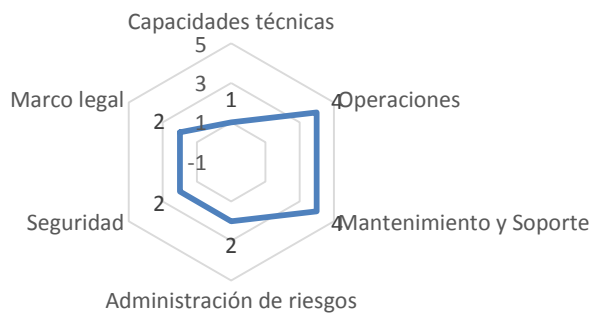 Capacidades técnicas
5
3
1
Marco legal
2
1
4
Operaciones
-1
Seguridad
2
4
Mantenimiento y Soporte
2
Administración de riesgos